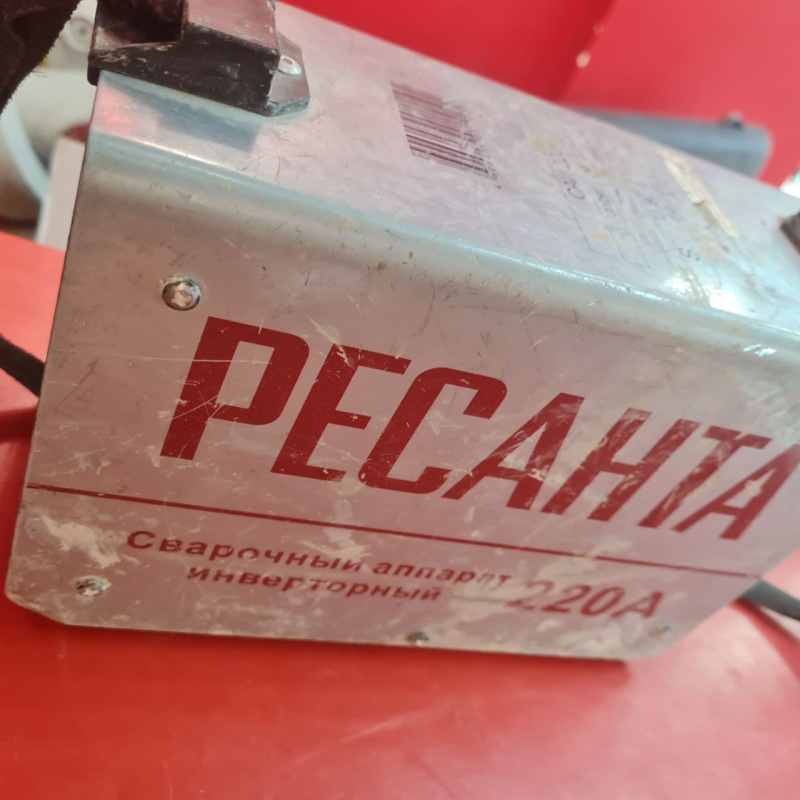 РЕСАНТА
Сварочный аппарат
инверторный 220А